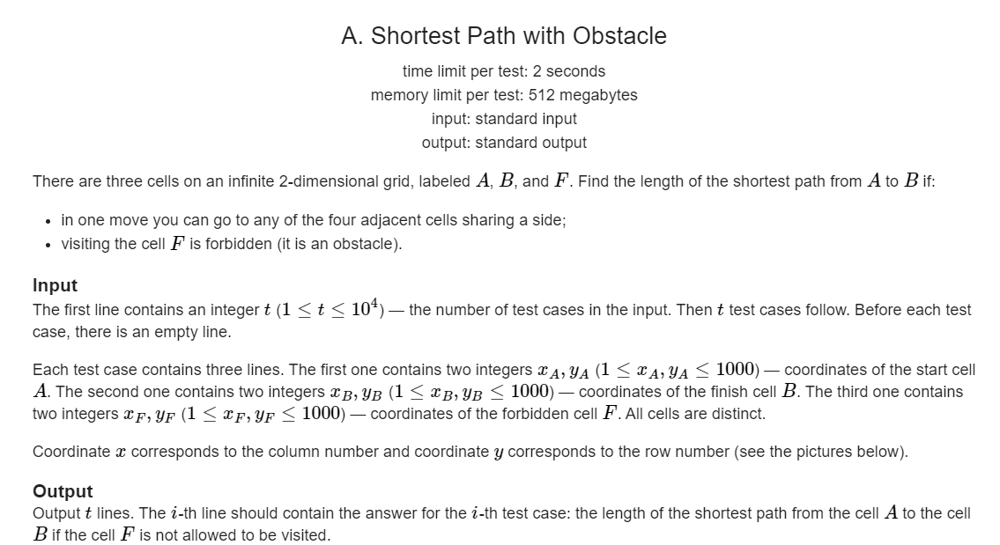 A. Shortest Path with Obstacle
time limit per test: 2 seconds
memory limit per test: 512 megabytes
input: standard input
output: standard output
There are three cells on an infinite 2-dimensional grid, labeled A, B, and F. Find the length of the shortest path from A to B if:
• in one move you can go to any of the four adjacent cells sharing a side;
• visiting the cell F is forbidden (it is an obstacle).
Input
The first line contains an integer t (1 ≤ t ≤ 10⁴) — the number of test cases in the input. Then t test cases follow. Before each test
case, there is an empty line.
Each test case contains three lines. The first one contains two integers x_A, y_A (1 ≤ x_A, y_A ≤ 1000) — coordinates of the start cell
A. The second one contains two integers x_B, y_B (1 ≤ x_B, y_B ≤ 1000) — coordinates of the finish cell B. The third one contains
two integers x_F, y_F (1 ≤ x_F, y_F ≤ 1000) — coordinates of the forbidden cell F. All cells are distinct.
Coordinate x corresponds to the column number and coordinate y corresponds to the row number (see the pictures below).
Output
Output t lines. The i-th line should contain the answer for the i-th test case: the length of the shortest path from the cell A to the cell
B if the cell F is not allowed to be visited.